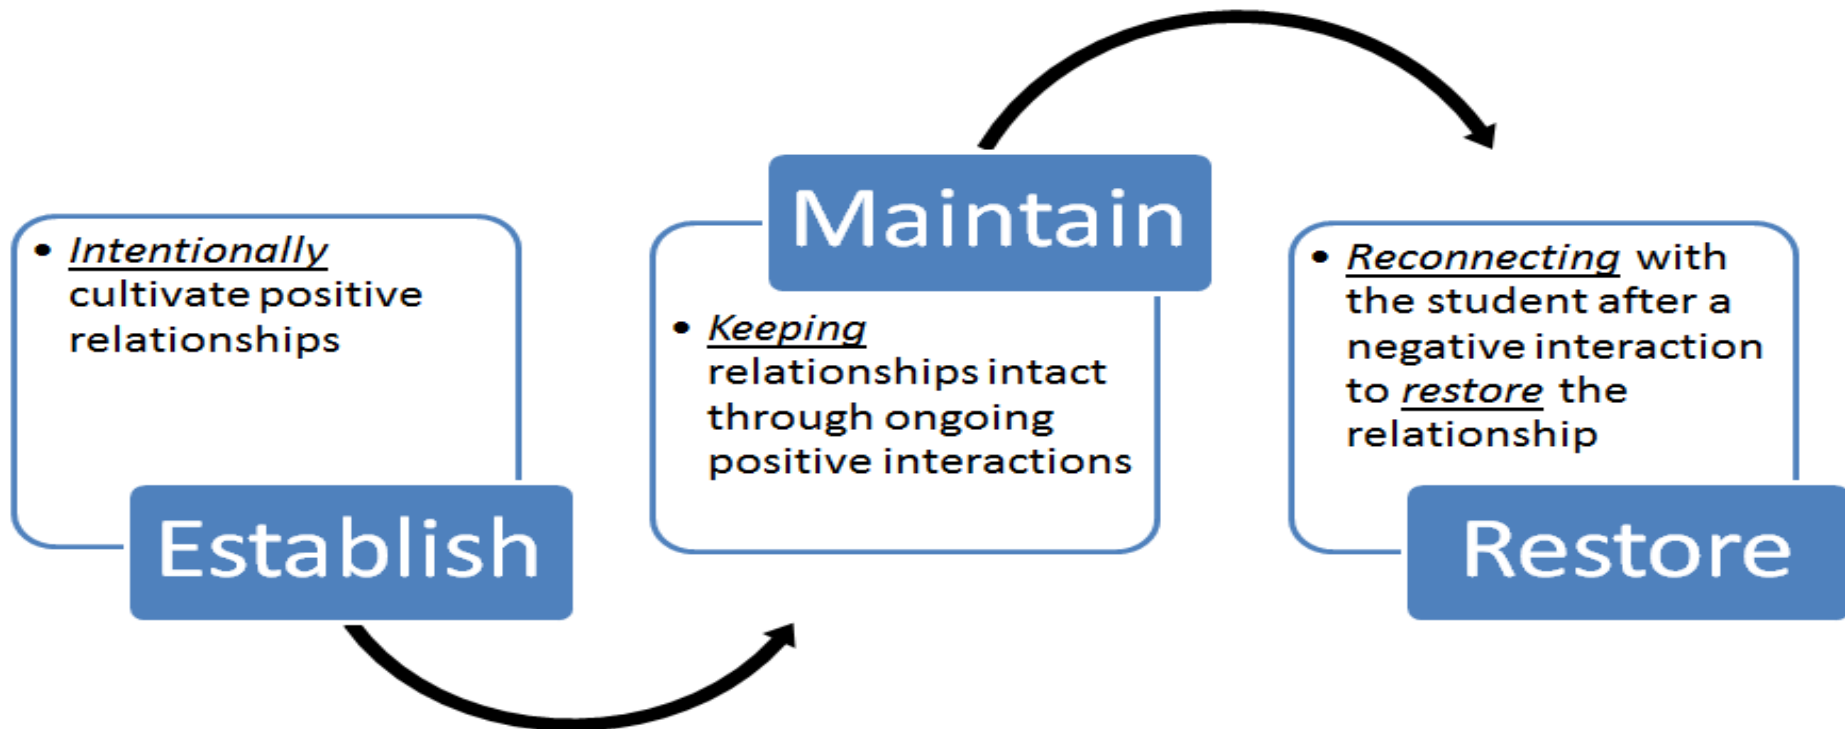 • Intentionally
cultivate positive
relationships
Establish
Maintain
• Keeping
relationships intact
through ongoing
positive interactions
• Reconnecting with
the student after a
negative interaction
to restore the
relationship
Restore